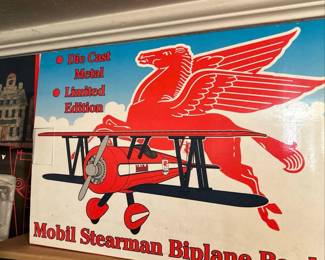 Die Cast
Metal
Limited
Edition
Mobil Stearman Biplane